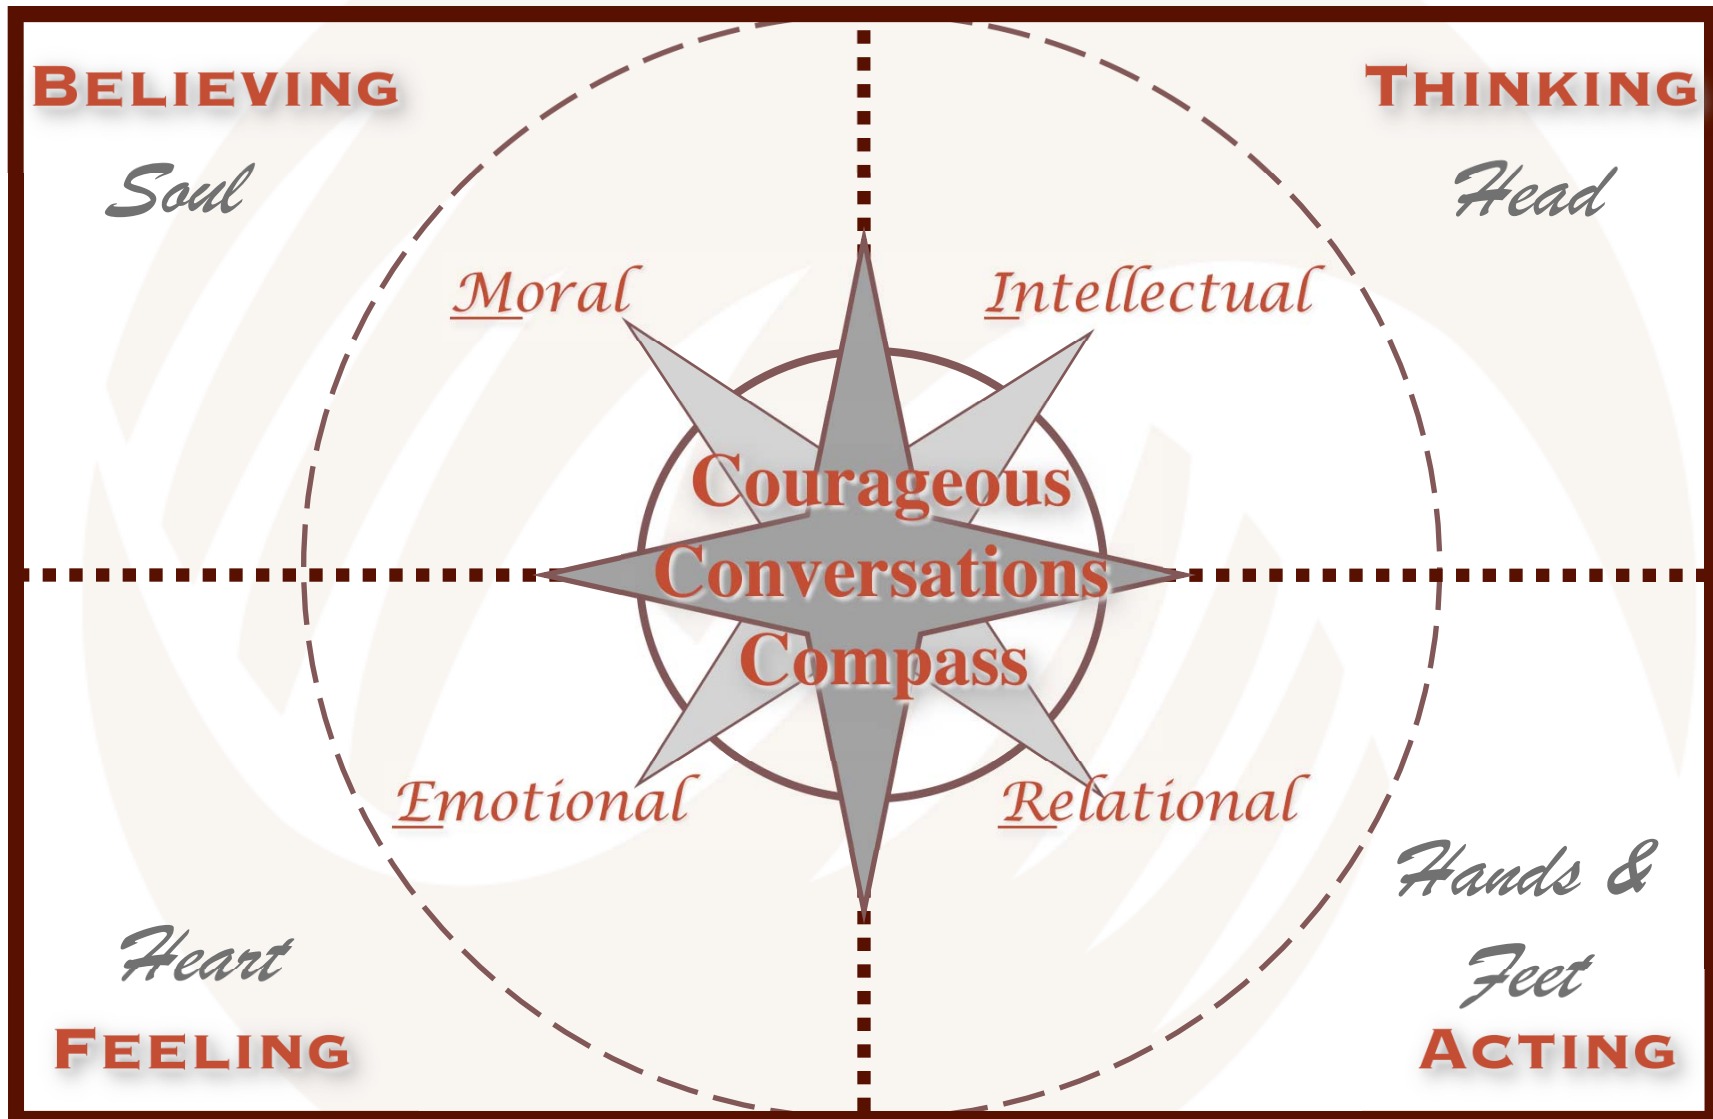 BELIEVING
THINKING
Soul
Head
Moral
Intellectual
Courageous
Conversations
Compass
Emotional
Relational
Hands &
Feet
Heart
FEELING
ACTING